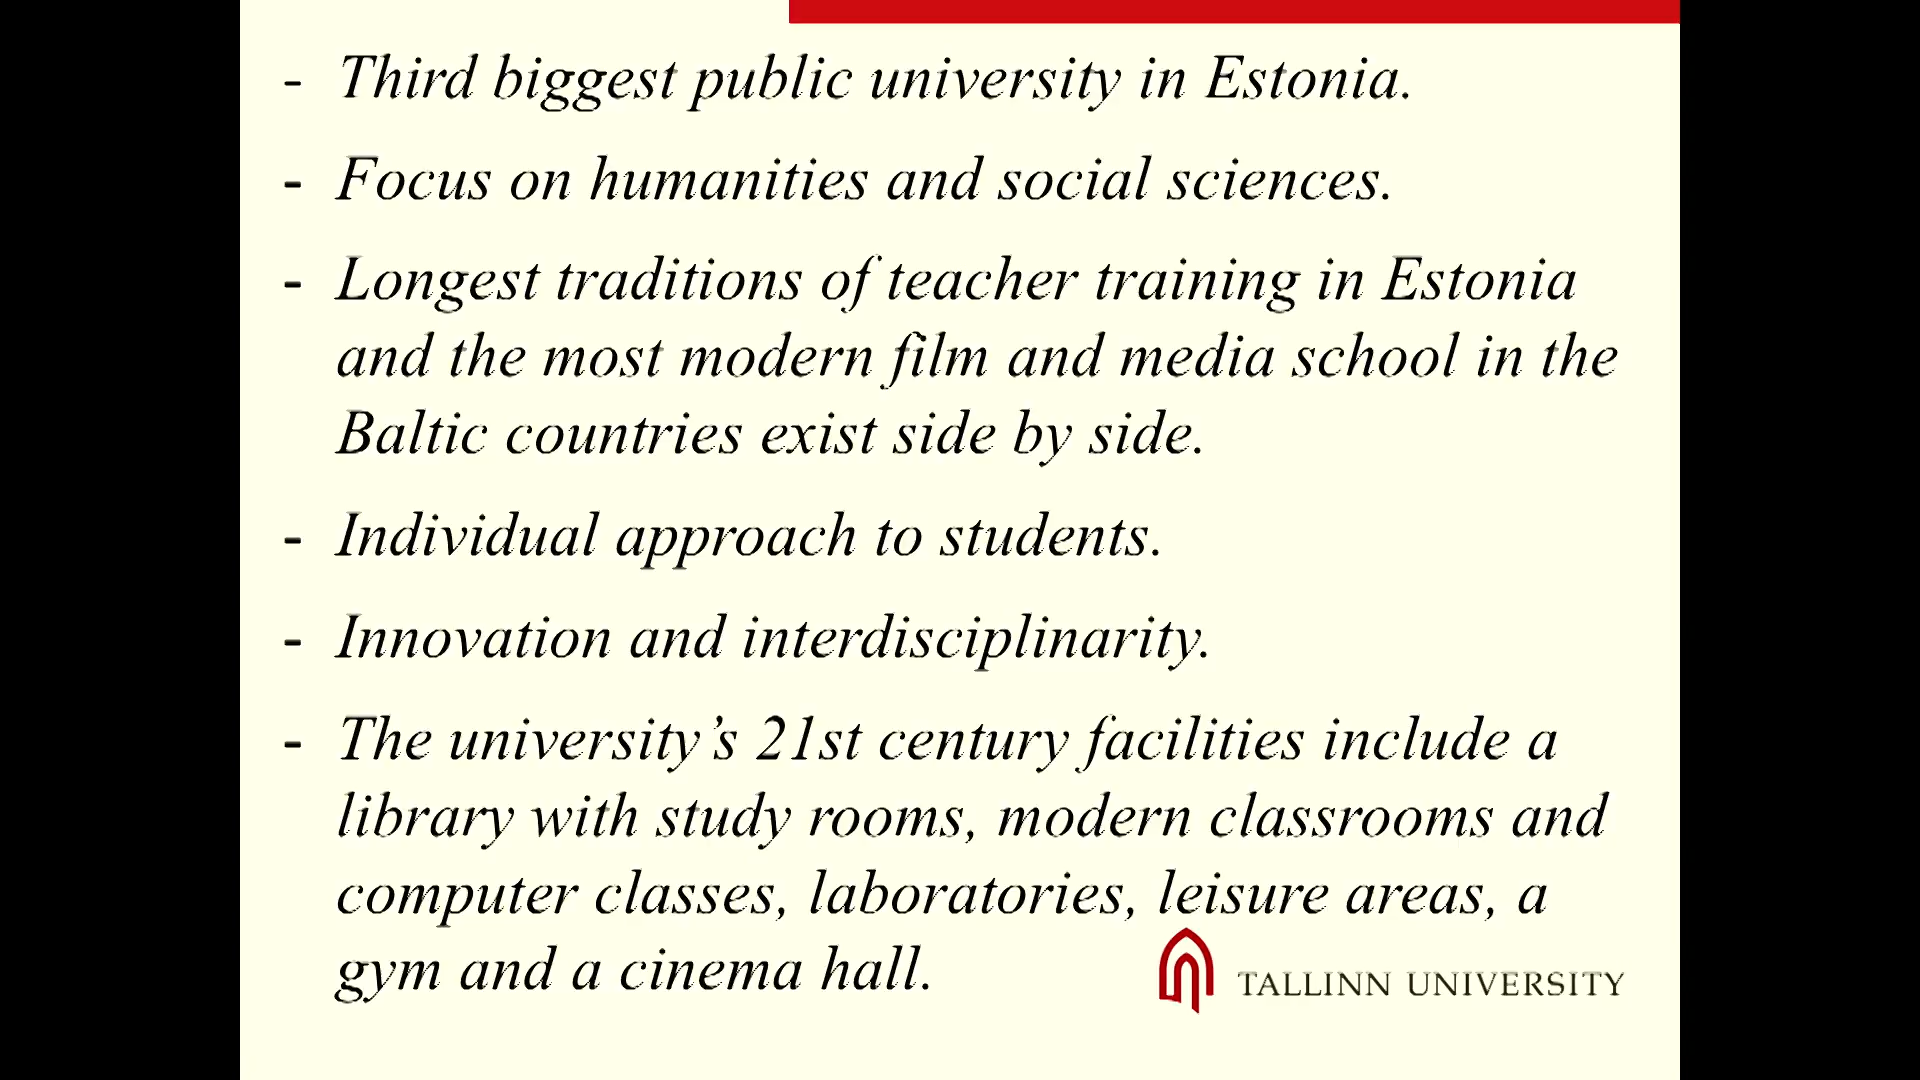 - Third biggest public university in Estonia.
- Focus on humanities and social sciences.
- Longest traditions of teacher training in Estonia
and the most modern film and media school in the
Baltic countries exist side by side.
- Individual approach to students.
- Innovation and interdisciplinarity.
- The university’s 21st century facilities include a
library with study rooms, modern classrooms and
computer classes, laboratories, leisure areas, a
gym and a cinema hall.
TALLINN UNIVERSITY